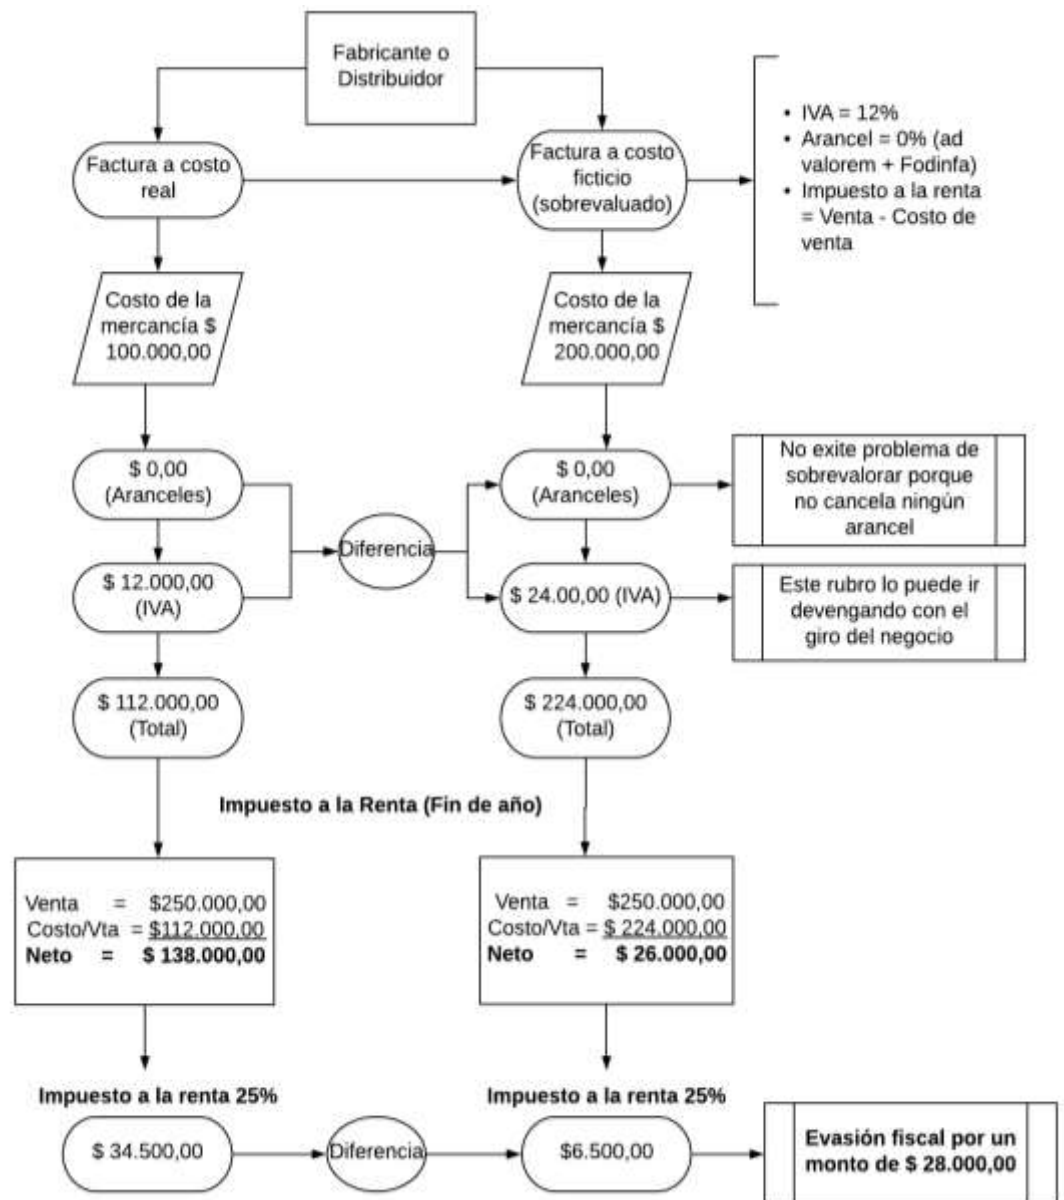 Fabricante o
Distribuidor
Factura a costo
real
Factura a costo
ficticio
(sobrevaluado)
• IVA = 12%
• Arancel = 0% (ad
valorem + Fodinfa)
• Impuesto a la renta
= Venta - Costo de
venta
Costo de la
mercancía $
100.000,00
Costo de la
mercancía $
200.000,00
$ 0,00
(Aranceles)
$ 0,00
(Aranceles)
No exite problema de
sobrevalorar porque
no cancela ningún
arancel
Diferencia
$ 12.000,00
(IVA)
$ 24.00,00 (IVA)
Este rubro lo puede ir
devengando con el
giro del negocio
$ 112.000,00
(Total)
$ 224.000,00
(Total)
Impuesto a la Renta (Fin de año)
Venta = $250.000,00
Costo/Vta = $112.000,00
Neto = $ 138.000,00
Venta = $250.000,00
Costo/Vta = $ 224.000,00
Neto = $ 26.000,00
Impuesto a la renta 25%
Impuesto a la renta 25%
$ 34.500,00
Diferencia
$6.500,00
Evasión fiscal por un
monto de $ 28.000,00